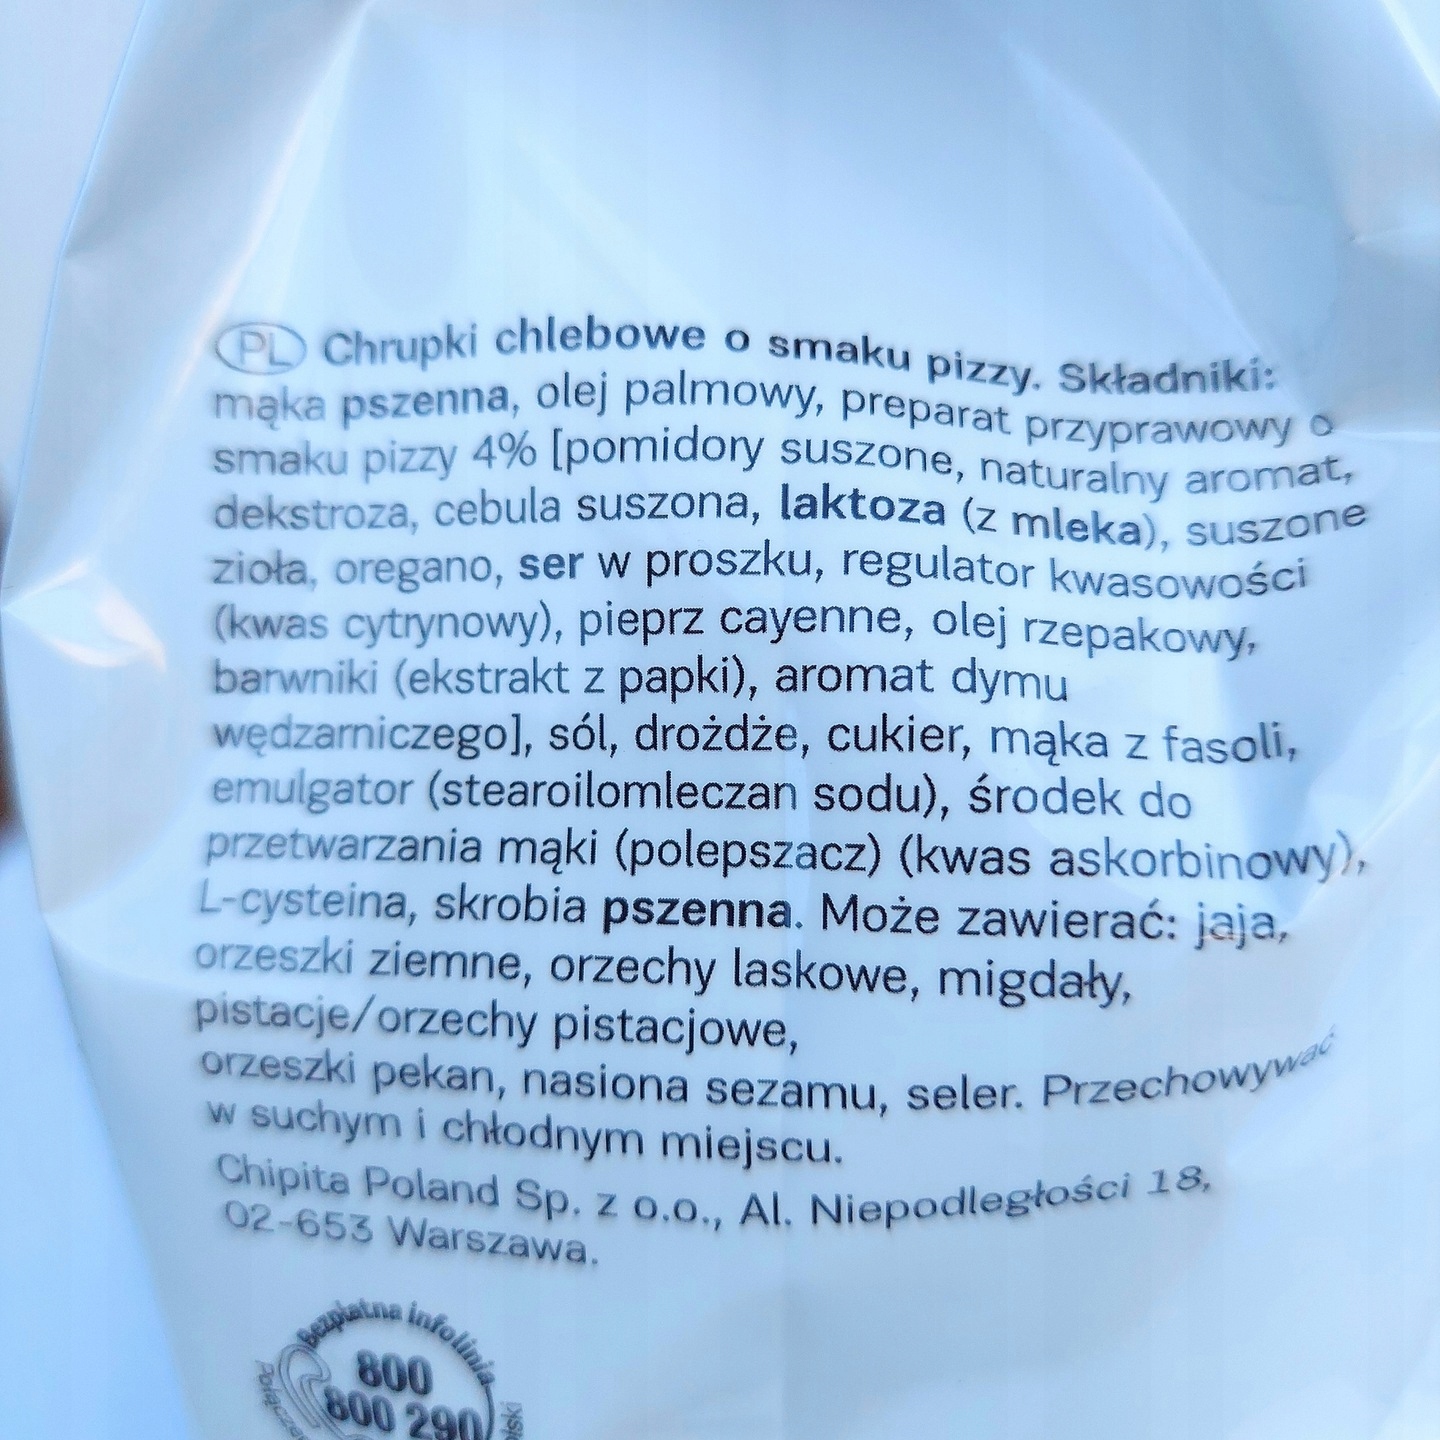 PL Chrupki chlebowe o smaku pizzy. Składniki:
mąka pszenna, olej palmowy, preparat przyprawowy o
smaku pizzy 4% [pomidory suszone, naturalny aromat,
dekstroza, cebula suszona, laktoza (z mleka), suszone
zioła, oregano, ser w proszku, regulator kwasowości
(kwas cytrynowy), pieprz cayenne, olej rzepakowy,
barwniki (ekstrakt z papki), aromat dymu
wędzarniczego], sól, drożdże, cukier, mąka z fasoli,
emulgator (stearoilomleczan sodu), środek do
przetwarzania mąki (polepszacz) (kwas askorbinowy),
L-cysteina, skrobia pszenna. Może zawierać: jaja,
orzeszki ziemne, orzechy laskowe, migdały,
pistacje/orzechy pistacjowe,
orzeszki pekan, nasiona sezamu, seler. Przechowywać
w suchym i chłodnym miejscu.
Chipita Poland Sp. z o.o., Al. Niepodległości 18,
02-653 Warszawa.
Bezpłatna infolinia
800
800 290